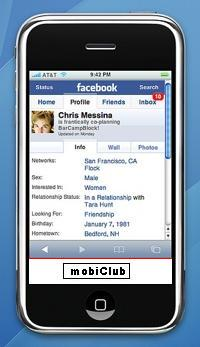 AT&T 9:42 PM
Status facebook Search
Home Profile Friends Inbox 18
Chris Messina
is frantically co-planning
BarCampBlock!
Updated on Monday
Info Wall Photos
Networks: San Francisco, CA
Flock
Sex: Male
Interested In: Women
Relationship Status: In a Relationship with
Tara Hunt
Looking For: Friendship
Birthday: January 7, 1981
Hometown: Bedford, NH
mobiClub